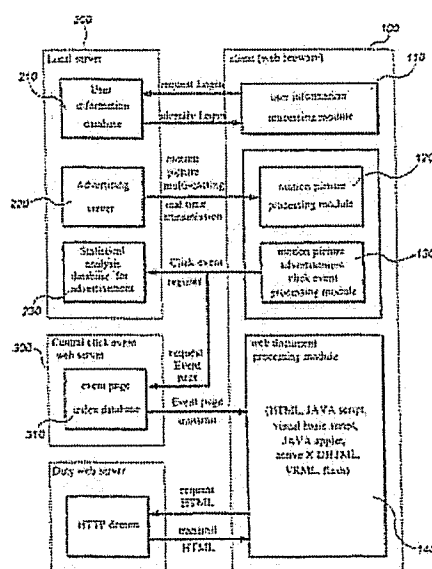 200
100
Local server
client (web browser)
210
110
User
information
database
request Login
identify Login
user information
processing module
Advertising
server
220
motion
picture
multi-casting
real time
transmission
120
motion picture
processing module
Statistical
analysis
database for
advertisement
230
Click event
register
motion picture
advertisement
click event
processing module
130
Central click event
web server
300
event page
index database
310
request
Event
page
Event page
transmit
web document
processing module
(HTML, JAVA script,
visual basic script,
JAVA applet,
active X DHTML,
VRML, flash)
Duty web server
HTTP demon
request
HTML
transmit
HTML
140